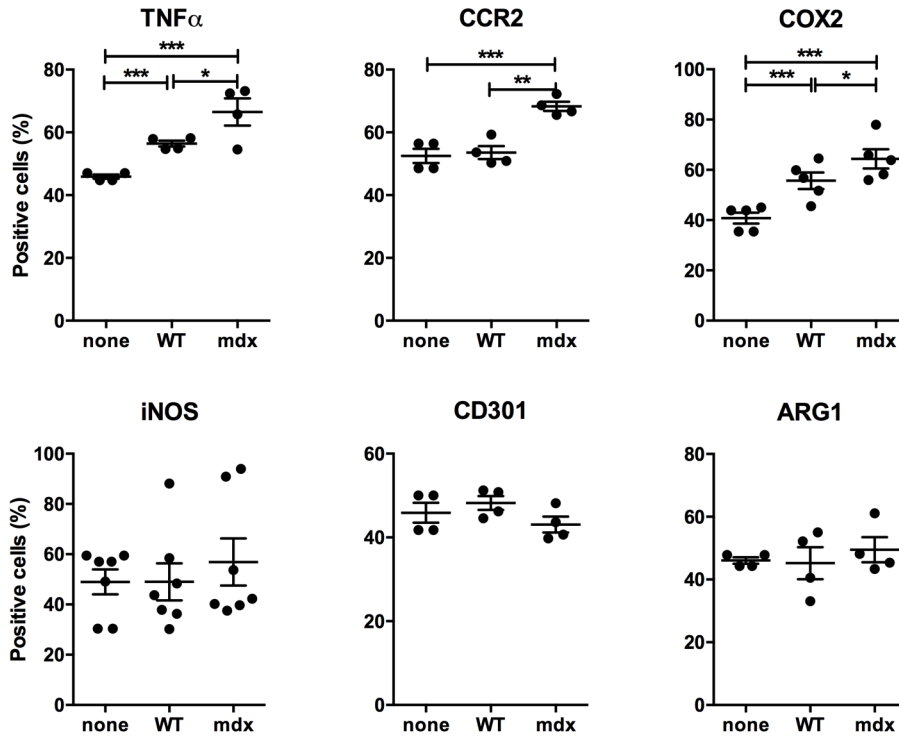 TNFα CCR2 COX2
*** *** ***
*** * ** *** *
Positive cells (%)
80 60 40 20 0
none WT mdx
80 60 40 20 0
none WT mdx
100 80 60 40 20 0
none WT mdx
iNOS CD301 ARG1
Positive cells (%)
100 80 60 40 20 0
none WT mdx
60 40 20 0
none WT mdx
80 60 40 20 0
none WT mdx